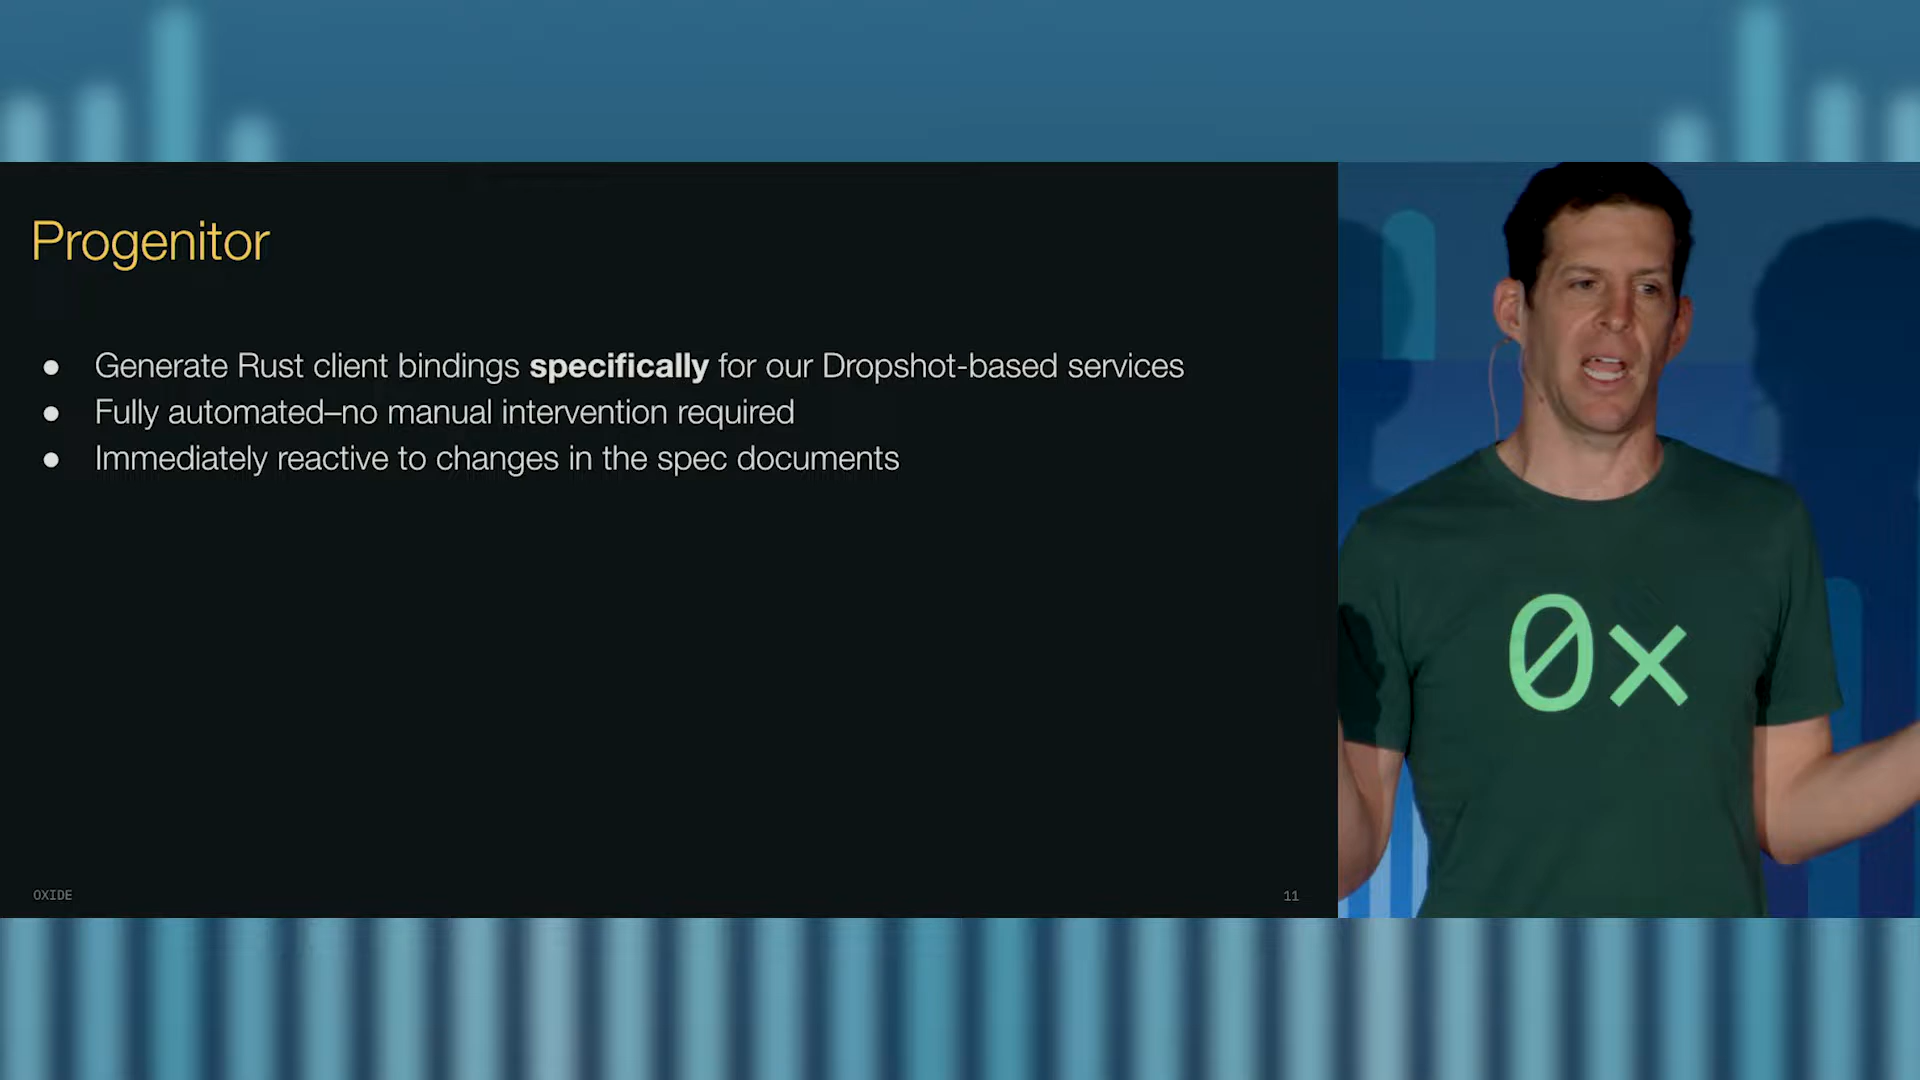 Progenitor
● Generate Rust client bindings specifically for our Dropshot-based services
● Fully automated–no manual intervention required
● Immediately reactive to changes in the spec documents
OXIDE
11
0x